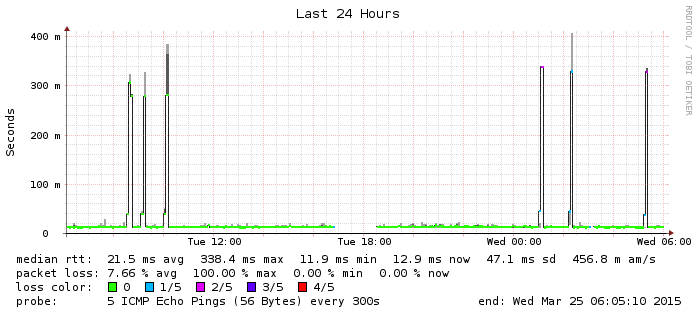 Last 24 Hours
RRDTOOL / TOBI OETIKER
Seconds
400 m
300 m
200 m
100 m
0
Tue 12:00 Tue 18:00 Wed 00:00 Wed 06:00
median rtt: 21.5 ms avg 338.4 ms max 11.9 ms min 12.9 ms now 47.1 ms sd 456.8 m am/s
packet loss: 7.66 % avg 100.00 % max 0.00 % min 0.00 % now
loss color: 0 1/5 2/5 3/5 4/5
probe: 5 ICMP Echo Pings (56 Bytes) every 300s end: Wed Mar 25 06:05:10 2015